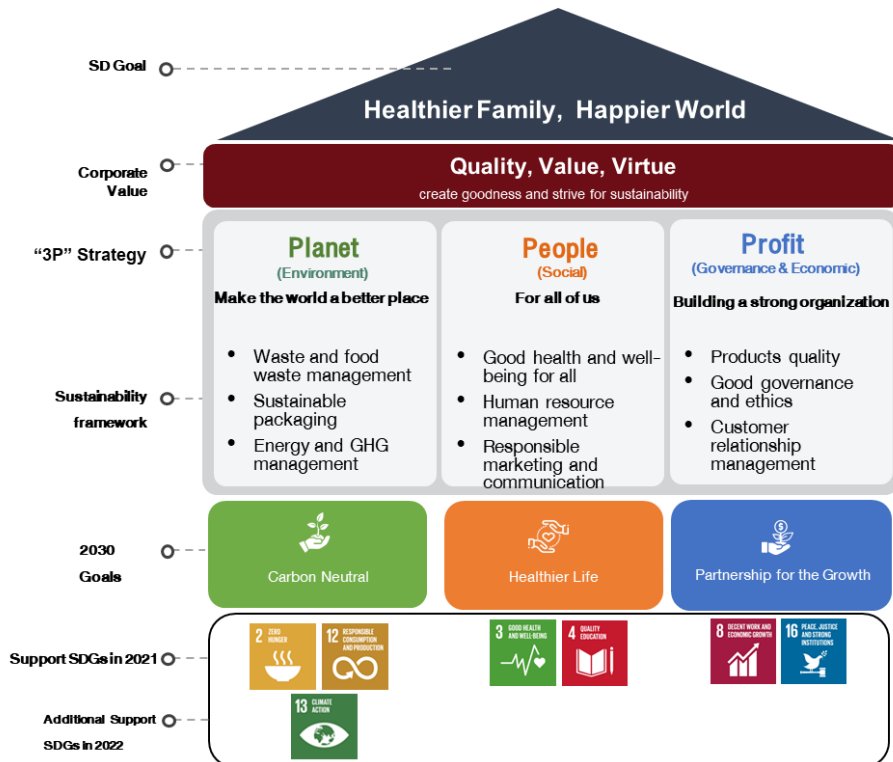 SD Goal
Healthier Family, Happier World
Corporate
Value
Quality, Value, Virtue
create goodness and strive for sustainability
“3P” Strategy
Planet
(Environment)
Make the world a better place
People
(Social)
For all of us
Profit
(Governance & Economic)
Building a strong organization
Sustainability
framework
• Waste and food
waste management
• Sustainable
packaging
• Energy and GHG
management
• Good health and well-
being for all
• Human resource
management
• Responsible
marketing and
communication
• Products quality
• Good governance
and ethics
• Customer
relationship
management
2030
Goals
Carbon Neutral
Healthier Life
Partnership for the Growth
Support SDGs in 2021
2 ZERO
HUNGER
12 RESPONSIBLE
CONSUMPTION
AND PRODUCTION
3 GOOD HEALTH
AND WELL-BEING
4 QUALITY
EDUCATION
8 DECENT WORK AND
ECONOMIC GROWTH
16 PEACE, JUSTICE
AND STRONG
INSTITUTIONS
Additional Support
SDGs in 2022
13 CLIMATE
ACTION